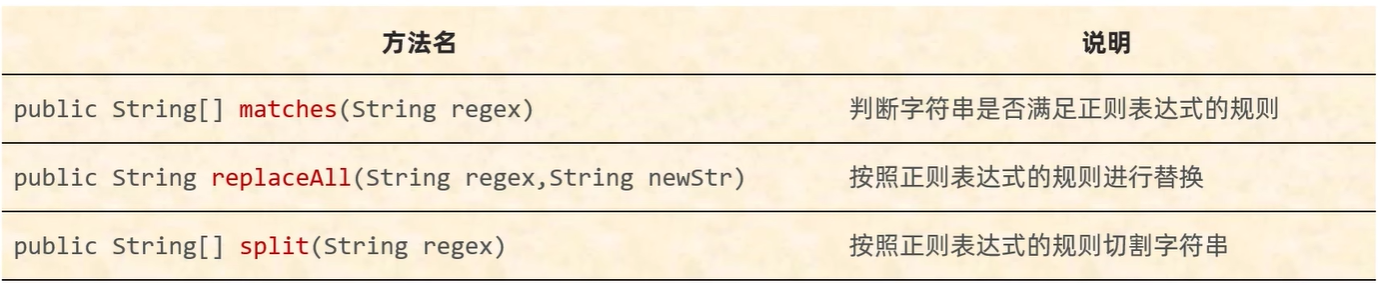 方法名 说明
public String[] matches(String regex) 判断字符串是否满足正则表达式的规则
public String replaceAll(String regex,String newStr) 按照正则表达式的规则进行替换
public String[] split(String regex) 按照正则表达式的规则切割字符串